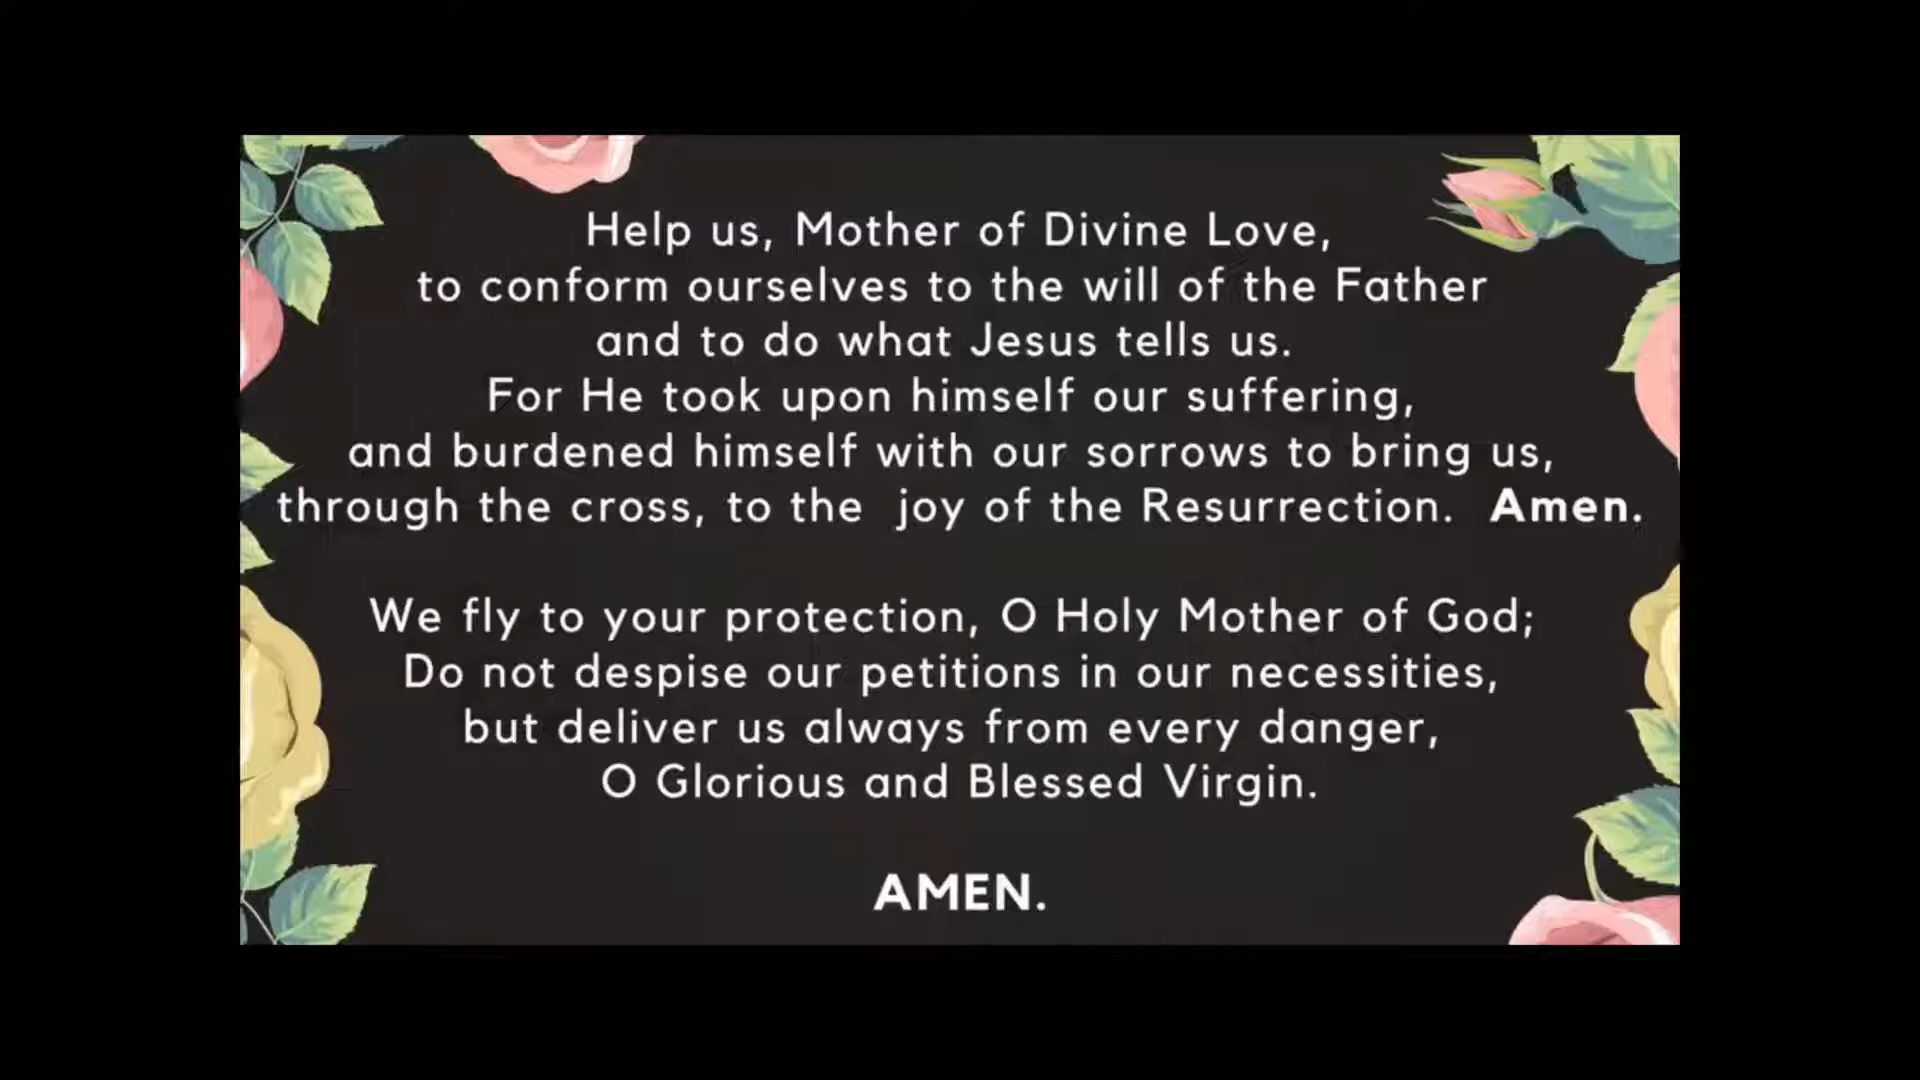 Help us, Mother of Divine Love,
to conform ourselves to the will of the Father
and to do what Jesus tells us.
For He took upon himself our suffering,
and burdened himself with our sorrows to bring us,
through the cross, to the joy of the Resurrection. Amen.
We fly to your protection, O Holy Mother of God;
Do not despise our petitions in our necessities,
but deliver us always from every danger,
O Glorious and Blessed Virgin.
AMEN.